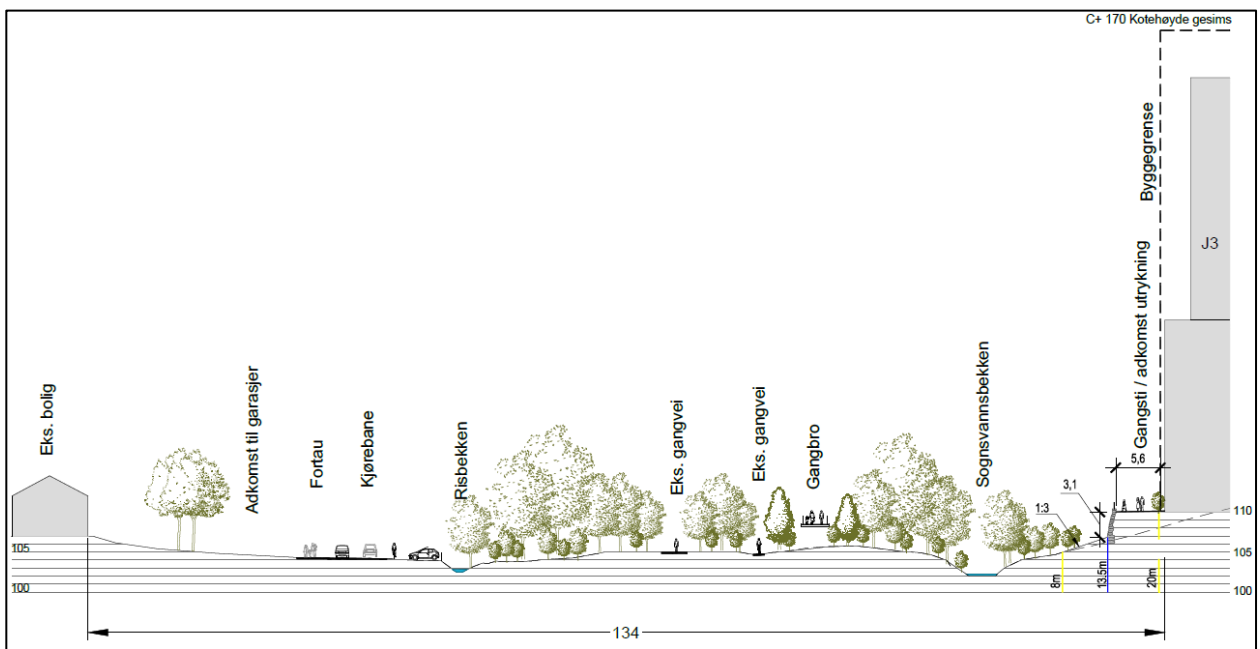 C+ 170 Kotehøyde gesims
Byggegrense
J3
Eks. bolig
Adkomst til garasjer
Fortau
Kjørebane
Risbekken
Eks. gangvei
Eks. gangvei
Gangbro
Sognsvannsbekken
Gangsti / adkomst utrykning
5,6
3,1
1:3
110
105
105
100
100
8m
13.5m
20m
134